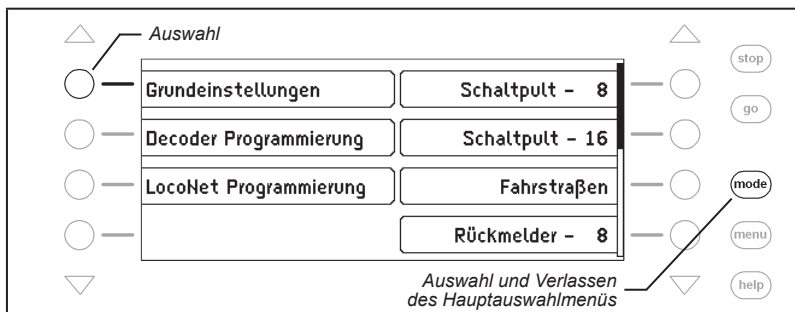 Auswahl
stop
Grundeinstellungen Schaltpult - 8
go
Decoder Programmierung Schaltpult - 16
LocoNet Programmierung Fahrstraßen
mode
Rückmelder - 8
menu
Auswahl und Verlassen
des Hauptauswahlmenüs
help